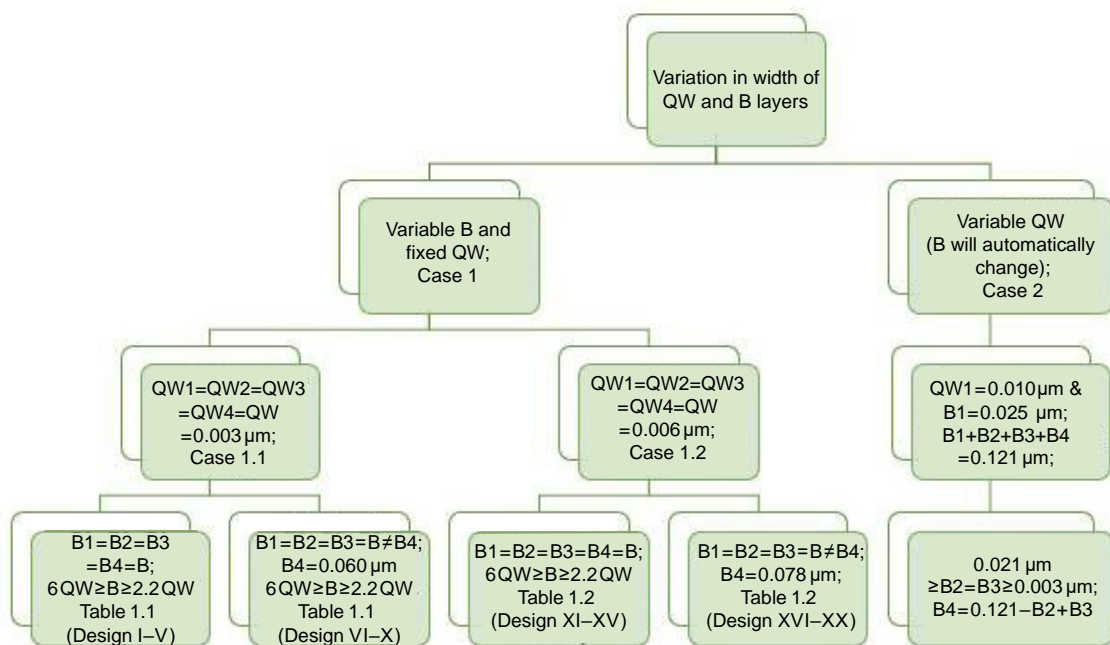 Variation in width of
QW and B layers
Variable B and
fixed QW;
Case 1
Variable QW
(B will automatically
change);
Case 2
QW1=QW2=QW3
=QW4=QW
=0.003 µm;
Case 1.1
QW1=QW2=QW3
=QW4=QW
=0.006 µm;
Case 1.2
QW1=0.010 µm &
B1=0.025 µm;
B1+B2+B3+B4
=0.121 µm;
B1=B2=B3
=B4=B;
6QW≥B≥2.2QW
Table 1.1
(Design I–V)
B1=B2=B3=B≠B4;
B4=0.060 µm
6QW≥B≥2.2QW
Table 1.1
(Design VI–X)
B1=B2=B3=B4=B;
6QW≥B≥2.2QW
Table 1.2
(Design XI–XV)
B1=B2=B3=B≠B4;
B4=0.078 µm;
Table 1.2
(Design XVI–XX)
0.021 µm
≥B2=B3≥0.003 µm;
B4=0.121–B2+B3